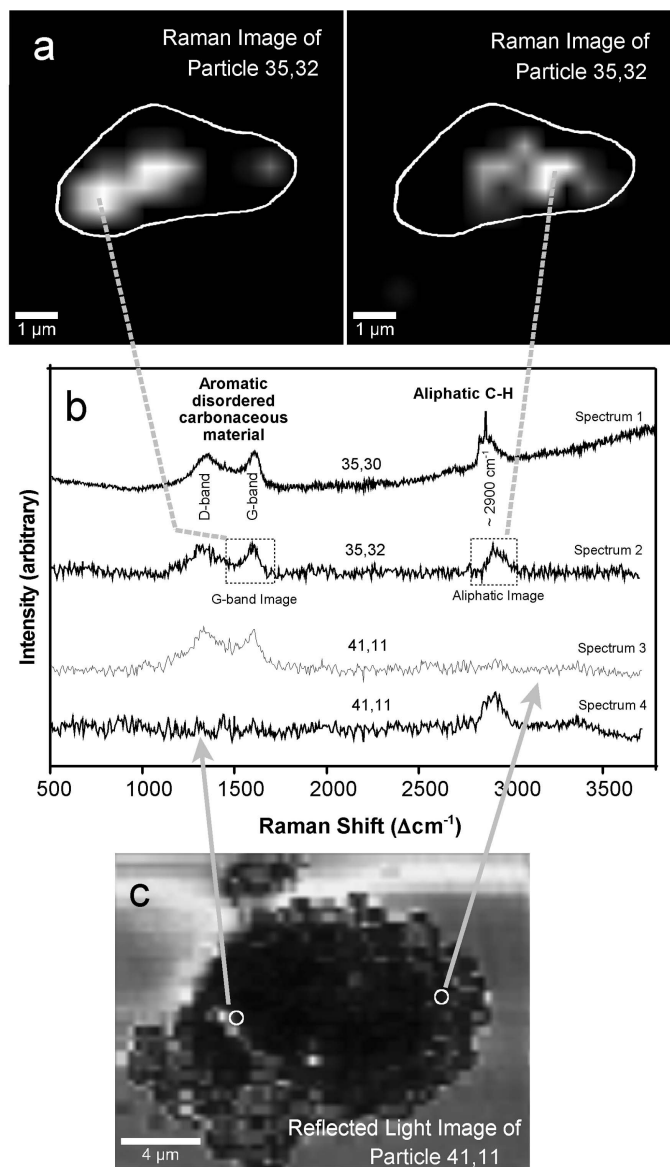 a
Raman Image of
Particle 35,32
1 µm
Raman Image of
Particle 35,32
1 µm
b
Aromatic
disordered
carbonaceous
material
Aliphatic C-H
Spectrum 1
35,30
D-band
G-band
~ 2900 cm⁻¹
35,32
Spectrum 2
G-band Image
Aliphatic Image
41,11
Spectrum 3
41,11
Spectrum 4
Intensity (arbitrary)
500 1000 1500 2000 2500 3000 3500
Raman Shift (Δcm⁻¹)
c
4 µm
Reflected Light Image of
Particle 41,11